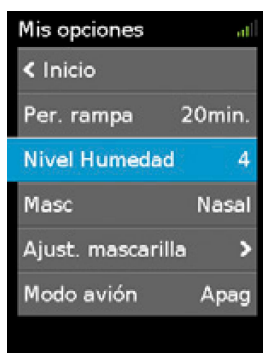 Mis opciones
< Inicio
Per. rampa 20min.
Nivel Humedad 4
Masc Nasal
Ajust. mascarilla >
Modo avión Apag